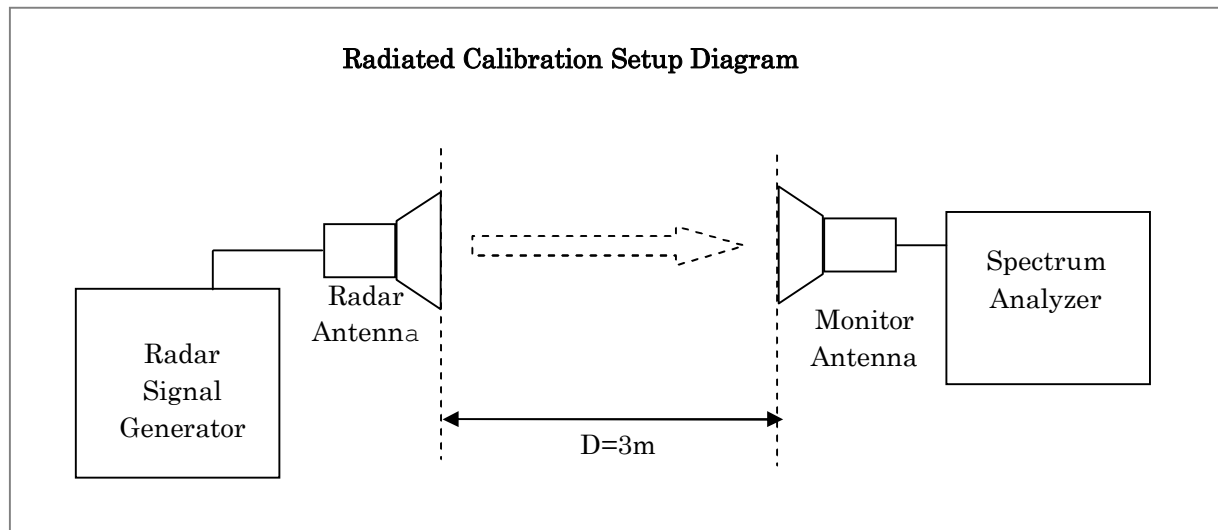 Radiated Calibration Setup Diagram
Radar
Antenna
Radar
Signal
Generator
D=3m
Monitor
Antenna
Spectrum
Analyzer